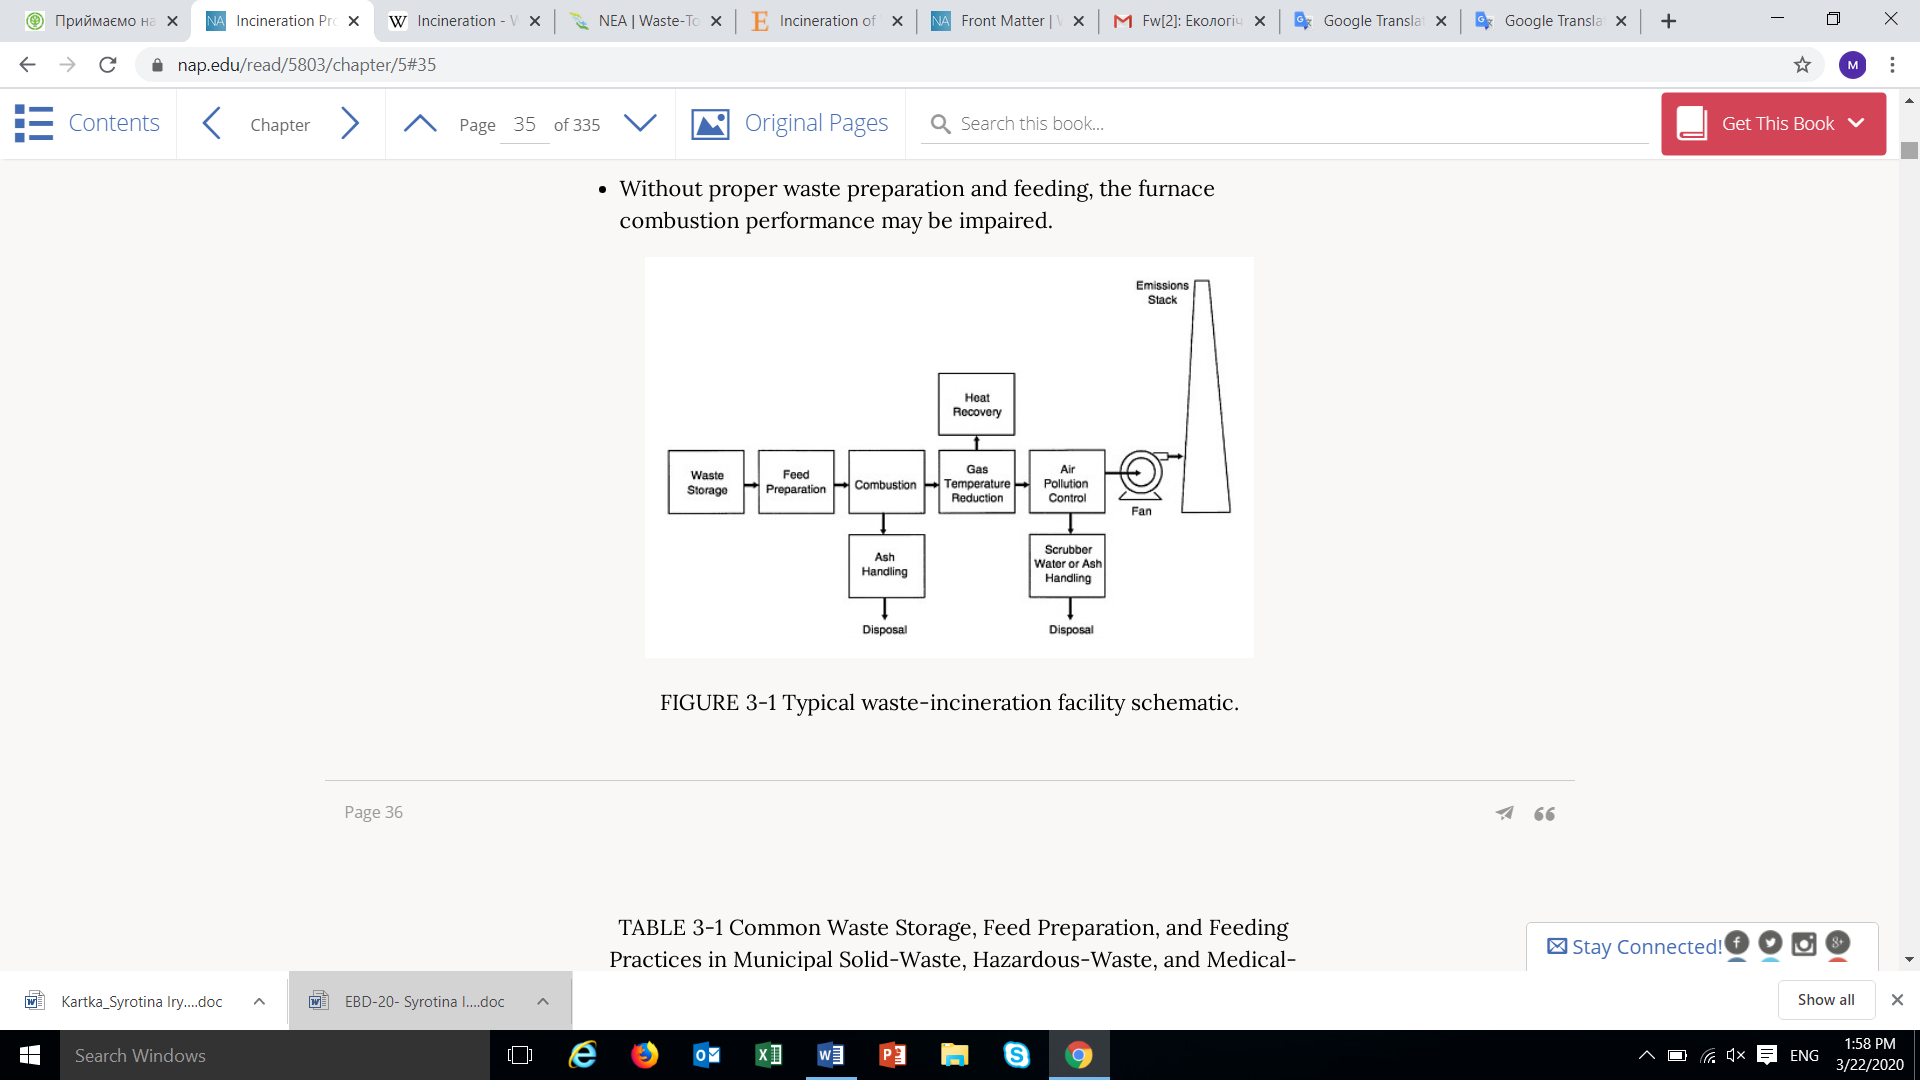 Приймаємо на
Incineration Pro
Incineration - W
NEA | Waste-To
Incineration of
Front Matter | W
Fw[2]: Екологіч
Google Translat
Google Transla
nap.edu/read/5803/chapter/5#35
M
Contents
Chapter
Page 35 of 335
Original Pages
Search this book...
Get This Book
• Without proper waste preparation and feeding, the furnace
combustion performance may be impaired.
Emissions
Stack
Heat
Recovery
Waste
Storage
Feed
Preparation
Combustion
Gas
Temperature
Reduction
Air
Pollution
Control
Fan
Ash
Handling
Scrubber
Water or Ash
Handling
Disposal
Disposal
FIGURE 3-1 Typical waste-incineration facility schematic.
Page 36
TABLE 3-1 Common Waste Storage, Feed Preparation, and Feeding
Practices in Municipal Solid-Waste, Hazardous-Waste, and Medical-
Stay Connected!
Kartka_Syrotina Iry....doc
EBD-20- Syrotina I....doc
Show all
Search Windows
ENG
1:58 PM
3/22/2020